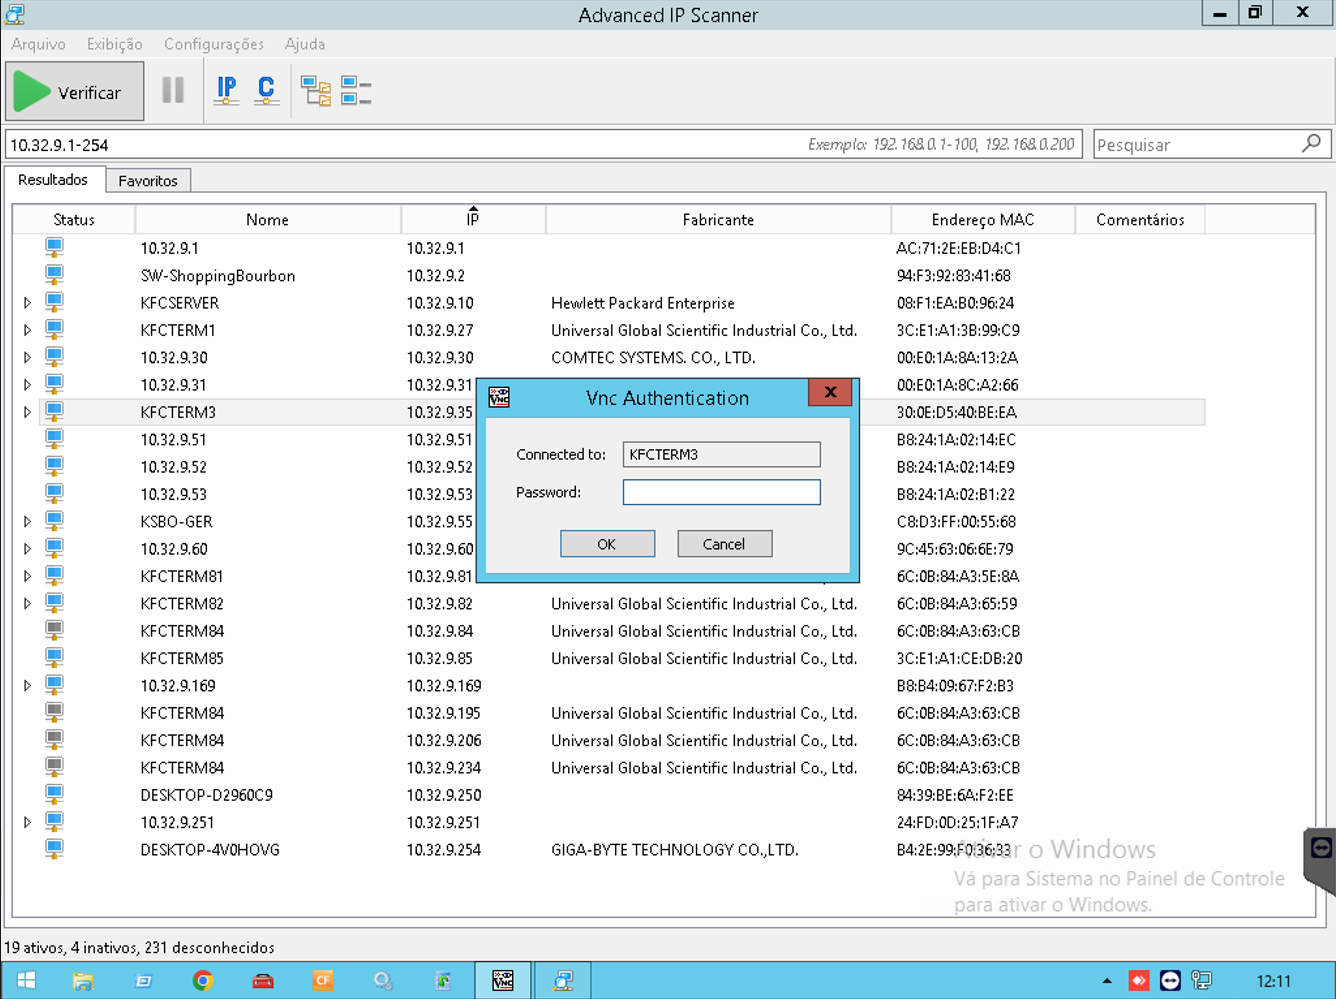 Advanced IP Scanner
Arquivo Exibição Configurações Ajuda
Verificar IP C
10.32.9.1-254 Exemplo: 192.168.0.1-100, 192.168.0.200 Pesquisar
Resultados Favoritos
Status Nome IP Fabricante Endereço MAC Comentários
10.32.9.1 10.32.9.1 AC:71:2E:EB:D4:C1
SW-ShoppingBourbon 10.32.9.2 94:F3:92:83:41:68
KFCSERVER 10.32.9.10 Hewlett Packard Enterprise 08:F1:EA:B0:96:24
KFCTERM1 10.32.9.27 Universal Global Scientific Industrial Co., Ltd. 3C:E1:A1:3B:99:C9
10.32.9.30 10.32.9.30 COMTEC SYSTEMS. CO., LTD. 00:E0:1A:8A:13:2A
10.32.9.31 10.32.9.31 00:E0:1A:8C:A2:66
KFCTERM3 10.32.9.35 30:0E:D5:40:BE:EA
10.32.9.51 10.32.9.51 B8:24:1A:02:14:EC
10.32.9.52 10.32.9.52 B8:24:1A:02:14:E9
10.32.9.53 10.32.9.53 B8:24:1A:02:B1:22
KSBO-GER 10.32.9.55 C8:D3:FF:00:55:68
10.32.9.60 10.32.9.60 9C:45:63:06:6E:79
KFCTERM81 10.32.9.81 6C:0B:84:A3:5E:8A
KFCTERM82 10.32.9.82 Universal Global Scientific Industrial Co., Ltd. 6C:0B:84:A3:65:59
KFCTERM84 10.32.9.84 Universal Global Scientific Industrial Co., Ltd. 6C:0B:84:A3:63:CB
KFCTERM85 10.32.9.85 Universal Global Scientific Industrial Co., Ltd. 3C:E1:A1:CE:DB:20
10.32.9.169 10.32.9.169 B8:B4:09:67:F2:B3
KFCTERM84 10.32.9.195 Universal Global Scientific Industrial Co., Ltd. 6C:0B:84:A3:63:CB
KFCTERM84 10.32.9.206 Universal Global Scientific Industrial Co., Ltd. 6C:0B:84:A3:63:CB
KFCTERM84 10.32.9.234 Universal Global Scientific Industrial Co., Ltd. 6C:0B:84:A3:63:CB
DESKTOP-D2960C9 10.32.9.250 84:39:BE:6A:F2:EE
10.32.9.251 10.32.9.251 24:FD:0D:25:1F:A7
DESKTOP-4V0HOVG 10.32.9.254 GIGA-BYTE TECHNOLOGY CO.,LTD. B4:2E:99:F0:36:33
Vnc Authentication
Connected to: KFCTERM3
Password:
OK Cancel
Ativar o Windows
Vá para Sistema no Painel de Controle
para ativar o Windows.
19 ativos, 4 inativos, 231 desconhecidos
CF 12:11